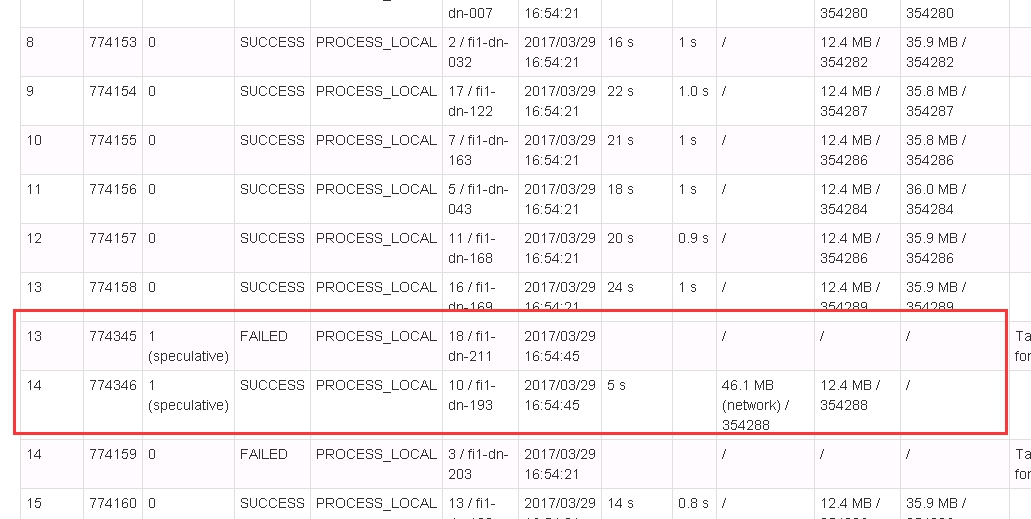 dn-007 16:54:21 354280 354280
8 774153 0 SUCCESS PROCESS_LOCAL 2 / fi1- 2017/03/29 16 s 1 s / 12.4 MB / 35.9 MB /
dn- 16:54:21 354282 354282
032
9 774154 0 SUCCESS PROCESS_LOCAL 17 / fi1- 2017/03/29 22 s 1.0 s / 12.4 MB / 35.8 MB /
dn-122 16:54:21 354287 354287
10 774155 0 SUCCESS PROCESS_LOCAL 7 / fi1-dn- 2017/03/29 21 s 1 s / 12.4 MB / 35.8 MB /
163 16:54:21 354286 354286
11 774156 0 SUCCESS PROCESS_LOCAL 5 / fi1-dn- 2017/03/29 18 s 1 s / 12.4 MB / 36.0 MB /
043 16:54:21 354284 354284
12 774157 0 SUCCESS PROCESS_LOCAL 11 / fi1- 2017/03/29 20 s 0.9 s / 12.4 MB / 35.9 MB /
dn-168 16:54:21 354286 354286
13 774158 0 SUCCESS PROCESS_LOCAL 16 / fi1- 2017/03/29 24 s 1 s / 12.4 MB / 35.9 MB /
dn-169 16:54:21 354289 354289
13 774345 1 FAILED PROCESS_LOCAL 18 / fi1- 2017/03/29 / / / Ta
(speculative) dn-211 16:54:45 for
14 774346 1 SUCCESS PROCESS_LOCAL 10 / fi1- 2017/03/29 5 s 46.1 MB 12.4 MB / /
(speculative) dn-193 16:54:45 (network) / 354288
354288
14 774159 0 FAILED PROCESS_LOCAL 3 / fi1-dn- 2017/03/29 / / / Ta
203 16:54:21 for
15 774160 0 SUCCESS PROCESS_LOCAL 13 / fi1- 2017/03/29 14 s 0.8 s / 12.4 MB / 35.9 MB /